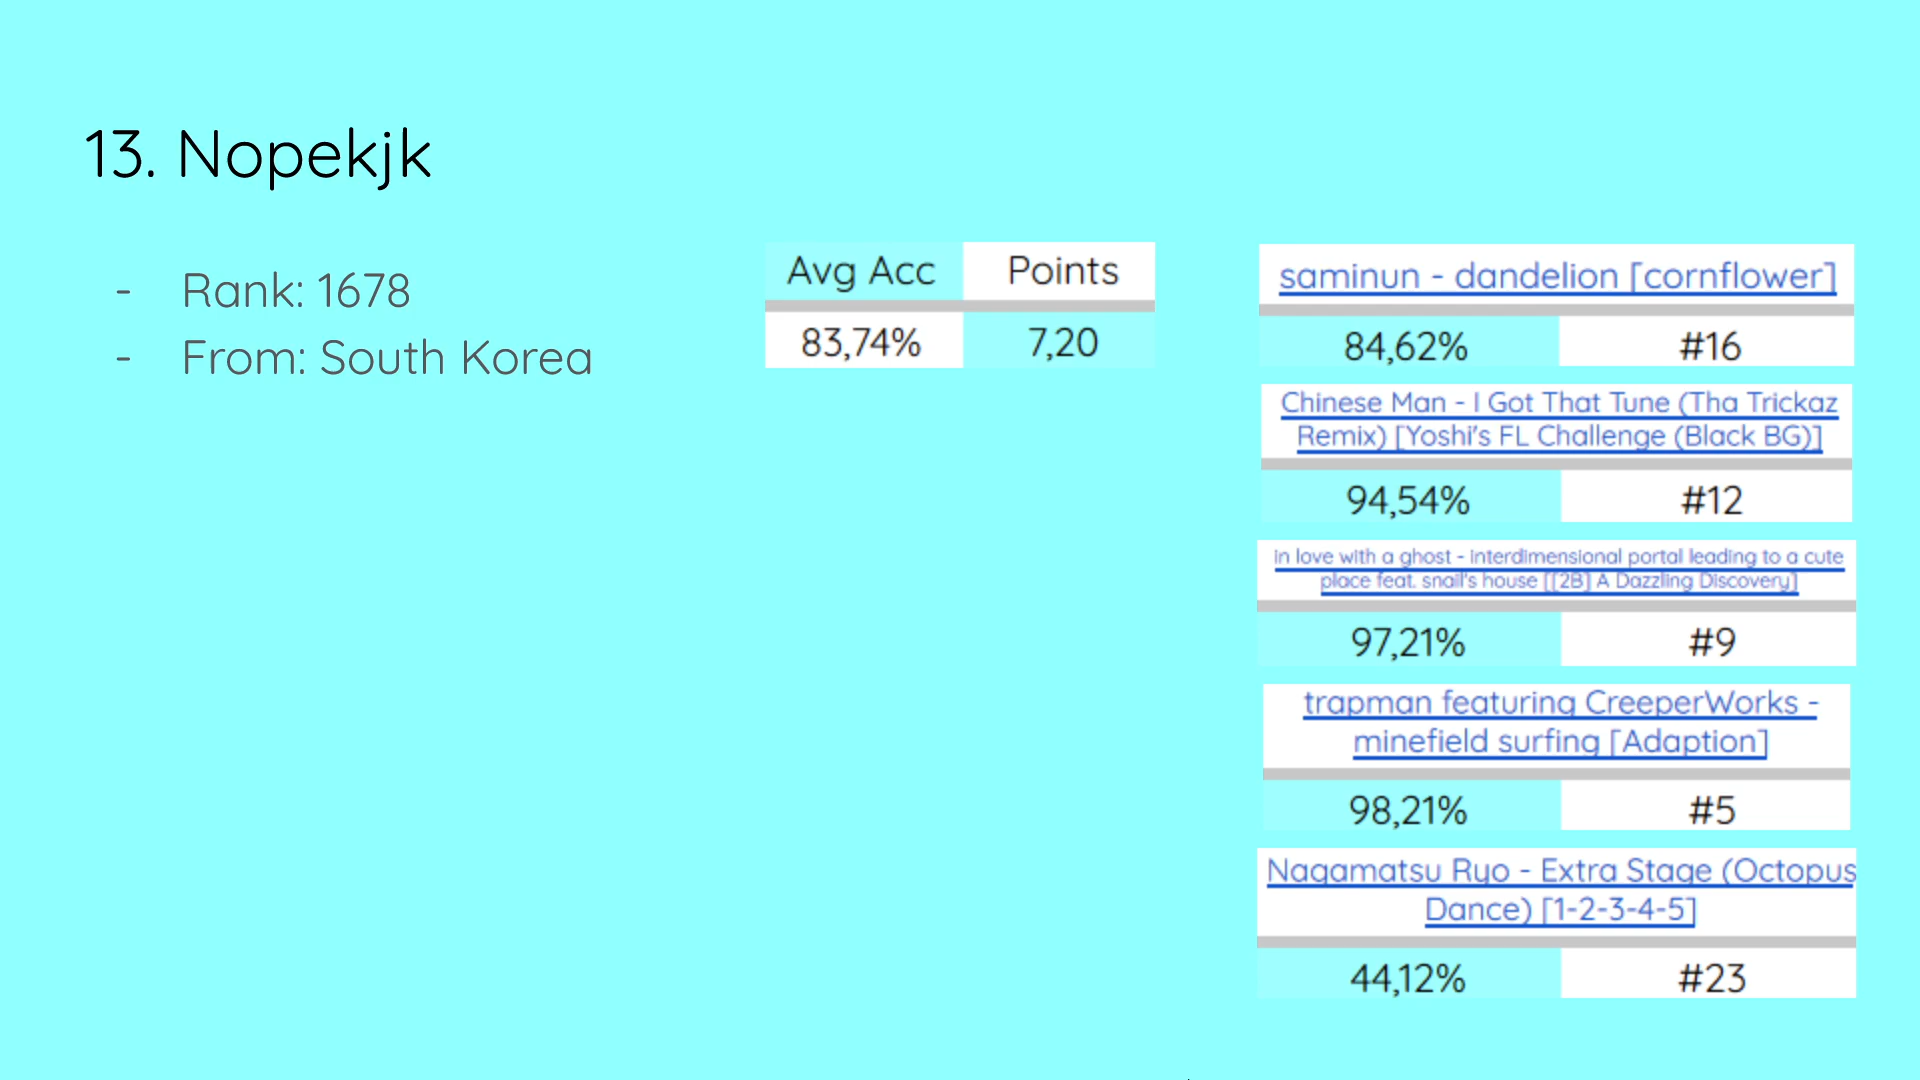 13. Nopekjk
- Rank: 1678
- From: South Korea
Avg Acc Points
83,74% 7,20
saminun - dandelion [cornflower]
84,62% #16
Chinese Man - I Got That Tune (Tha Trickaz
Remix) [Yoshi's FL Challenge (Black BG)]
94,54% #12
in love with a ghost - interdimensional portal leading to a cute
place feat. snail's house [[2B] A Dazzling Discovery]
97,21% #9
trapman featuring CreeperWorks -
minefield surfing [Adaption]
98,21% #5
Nagamatsu Ryo - Extra Stage (Octopus
Dance) [1-2-3-4-5]
44,12% #23